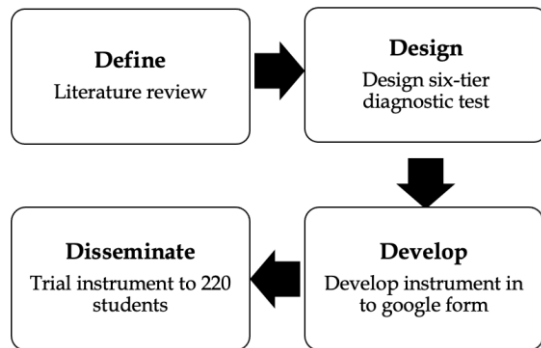 Define
Literature review
Design
Design six-tier
diagnostic test
Disseminate
Trial instrument to 220
students
Develop
Develop instrument in
to google form